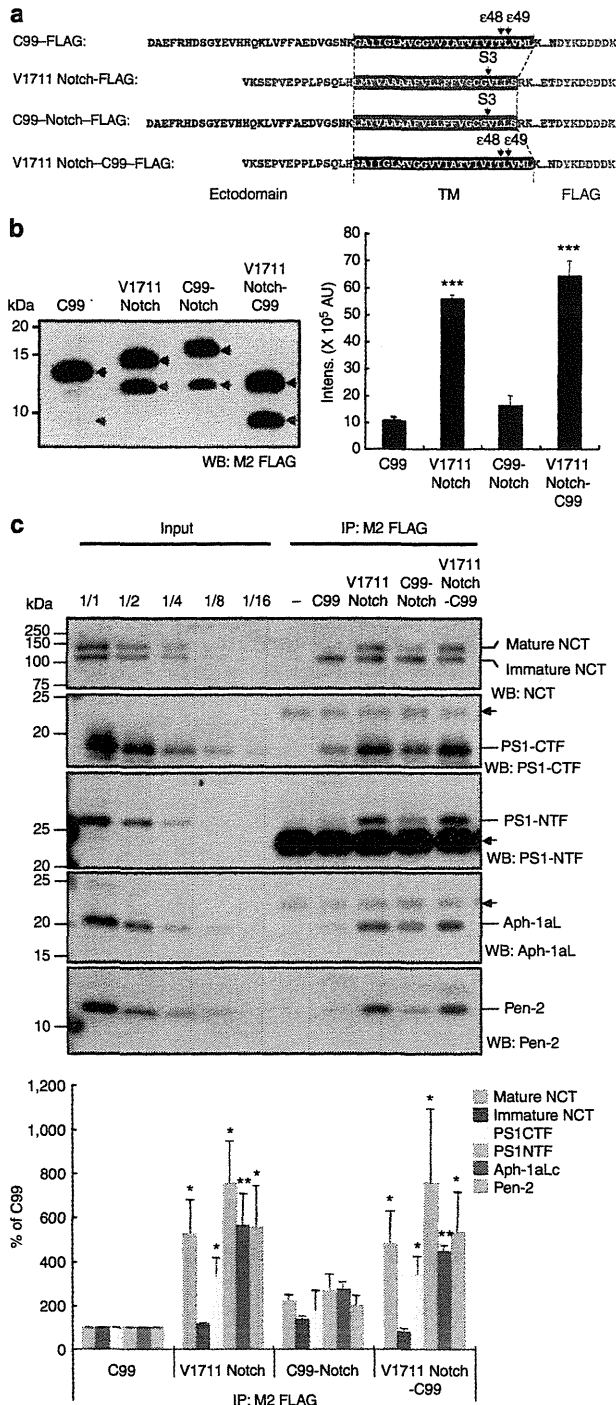 a
ε48 ε49
C99–FLAG: DAEFRHDSGYEVHHQKLVFFAEDVGSNKGAIIGLMVGGVVIATVIVITLVMLK...NDYKDDDDK
S3
V1711 Notch-FLAG: VKSEPVEPPLPSQLHLMYVAAAAFVLLFFVGCGVLLSRK...ETDYKDDDDK
S3
C99–Notch–FLAG: DAEFRHDSGYEVHHQKLVFFAEDVGSNKLMYVAAAAFVLLFFVGCGVLLSRK...ETDYKDDDDK
ε48 ε49
V1711 Notch–C99–FLAG: VKSEPVEPPLPSQLHGAIIGLMVGGVVIATVIVITLVMLK...NDYKDDDDK
Ectodomain TM FLAG
b
kDa C99 V1711 Notch C99-Notch V1711 Notch-C99
20
15
10
WB: M2 FLAG
Intens. (X 10⁵ AU)
80
70
60
50
40
30
20
10
0
*** ***
C99 V1711 Notch C99-Notch V1711 Notch-C99
c
Input IP: M2 FLAG
kDa 1/1 1/2 1/4 1/8 1/16 – C99 V1711 Notch C99-Notch V1711 Notch -C99
250
150
100
75
Mature NCT
Immature NCT
WB: NCT
25
20
PS1-CTF
WB: PS1-CTF
25
20
PS1-NTF
WB: PS1-NTF
25
20
15
Aph-1aL
WB: Aph-1aL
10
Pen-2
WB: Pen-2
% of C99
1,200
1,000
800
600
400
200
0
* * * ** *
* * * ** *
Mature NCT
Immature NCT
PS1CTF
PS1NTF
Aph-1aLc
Pen-2
C99 V1711 Notch C99-Notch V1711 Notch -C99
IP: M2 FLAG